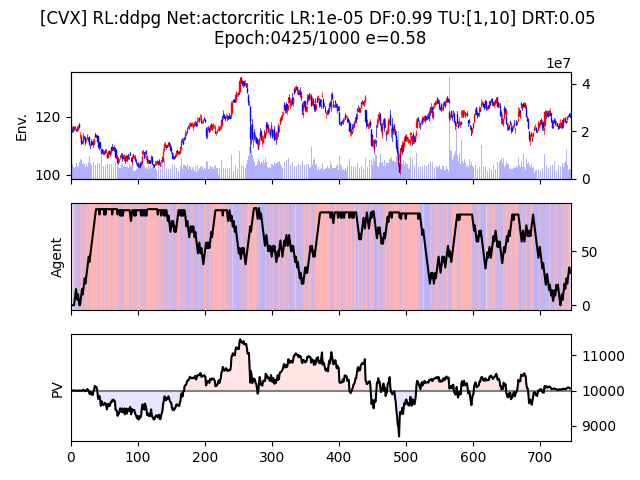 [CVX] RL:ddpg Net:actorcritic LR:1e-05 DF:0.99 TU:[1,10] DRT:0.05
Epoch:0425/1000 e=0.58
1e7
Env.
120
100
4
2
0
Agent
50
0
PV
11000
10000
9000
0 100 200 300 400 500 600 700